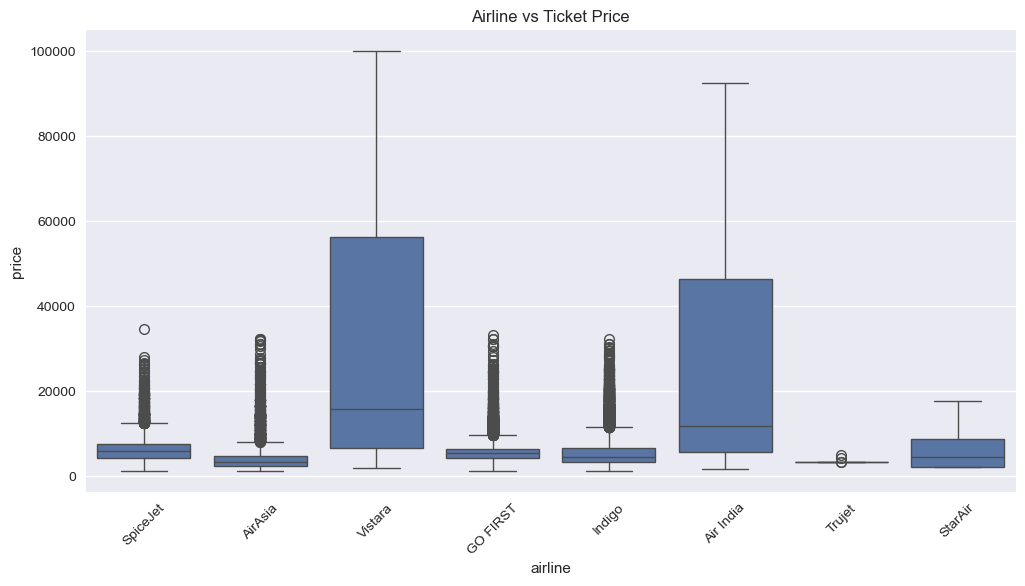 Airline vs Ticket Price
price
100000
80000
60000
40000
20000
0
SpiceJet
AirAsia
Vistara
GO FIRST
Indigo
Air India
Trujet
StarAir
airline